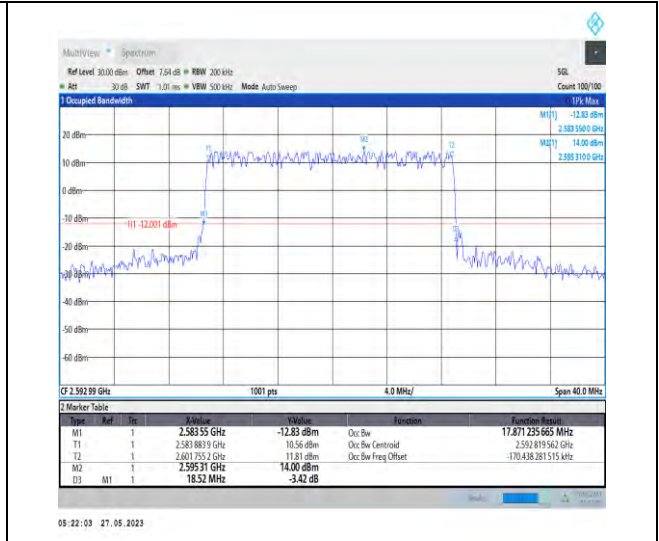 MultiView Spectrum
Ref Level 30.00 dBm Offset 7.64 dB RBW 200 kHz SGL
Att 30 dB SWT 1.01 ms VBW 500 kHz Mode Auto Sweep Count 100/100
1 Occupied Bandwidth 1Pk Max
M1[1] -12.83 dBm
2.583 5500 GHz
20 dBm M2[1] 14.00 dBm
2.595 3100 GHz
T1 M2 T2
10 dBm
0 dBm
-10 dBm M1
H1 -12.001 dBm
-20 dBm D3
-30 dBm
-40 dBm
-50 dBm
-60 dBm
CF 2.592 99 GHz 1001 pts 4.0 MHz/ Span 40.0 MHz
2 Marker Table
Type Ref Trc X-Value Y-Value Function Function Result
M1 1 2.583 55 GHz -12.83 dBm Occ Bw 17.871 235 665 MHz
T1 1 2.583 883 9 GHz 10.56 dBm Occ Bw Centroid 2.592 819 562 GHz
T2 1 2.601 755 2 GHz 11.81 dBm Occ Bw Freq Offset -170.438 281 515 kHz
M2 1 2.595 31 GHz 14.00 dBm
D3 M1 1 18.52 MHz -3.42 dB
05:22:03 27.05.2023